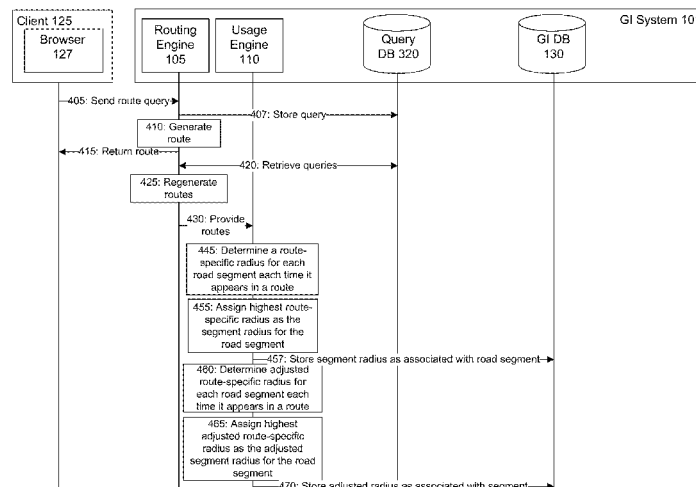 Client 125
Browser
127
Routing
Engine
105
Usage
Engine
110
Query
DB 320
GI DB
130
GI System 10
405: Send route query
407: Store query
410: Generate
route
415: Return route
420: Retrieve queries
425: Regenerate
routes
430: Provide
routes
445: Determine a route-
specific radius for each
road segment each time it
appears in a route
455: Assign highest route-
specific radius as the
segment radius for the
road segment
457: Store segment radius as associated with road segment
460: Determine adjusted
route-specific radius for
each road segment each
time it appears in a route
465: Assign highest
adjusted route-specific
radius as the adjusted
segment radius for the road
segment
470: Store adjusted radius as associated with segment